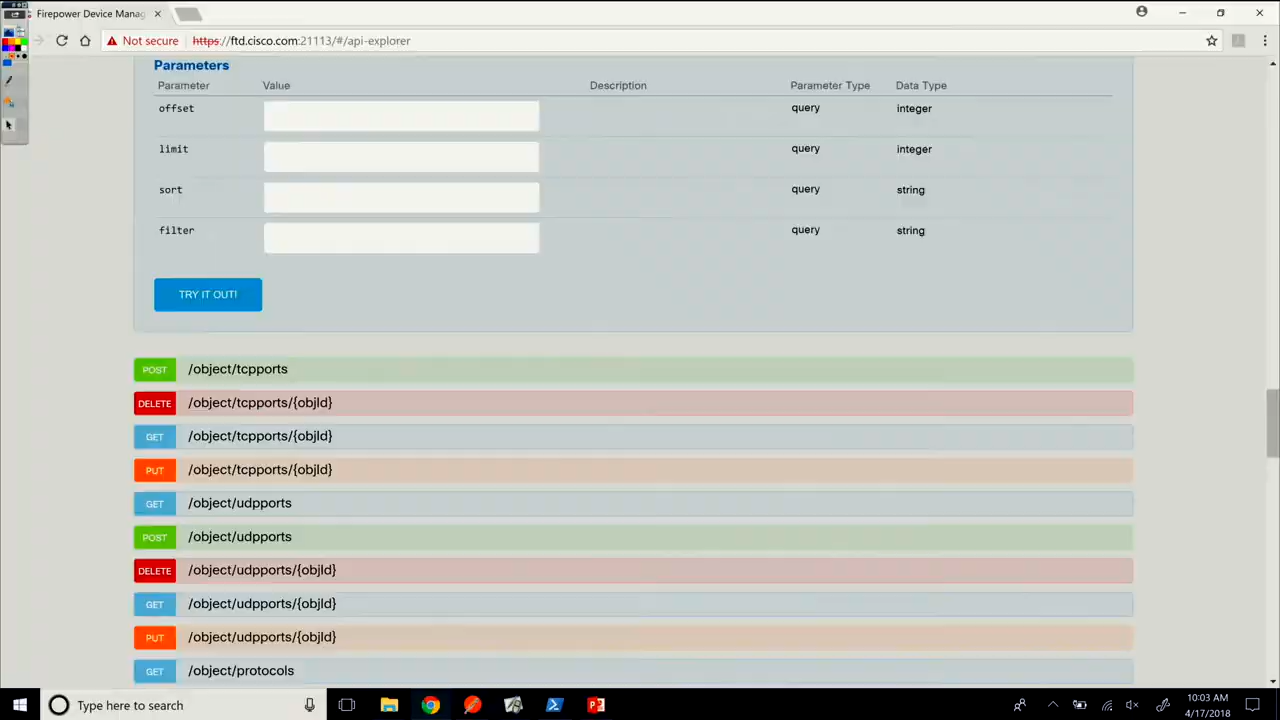 Firepower Device Manag
Not secure https://ftd.cisco.com:21113/#/api-explorer
Parameters
Parameter Value Description Parameter Type Data Type
offset query integer
limit query integer
sort query string
filter query string
TRY IT OUT!
POST /object/tcpports
DELETE /object/tcpports/{objId}
GET /object/tcpports/{objId}
PUT /object/tcpports/{objId}
GET /object/udpports
POST /object/udpports
DELETE /object/udpports/{objId}
GET /object/udpports/{objId}
PUT /object/udpports/{objId}
GET /object/protocols
Type here to search
10:03 AM
4/17/2018